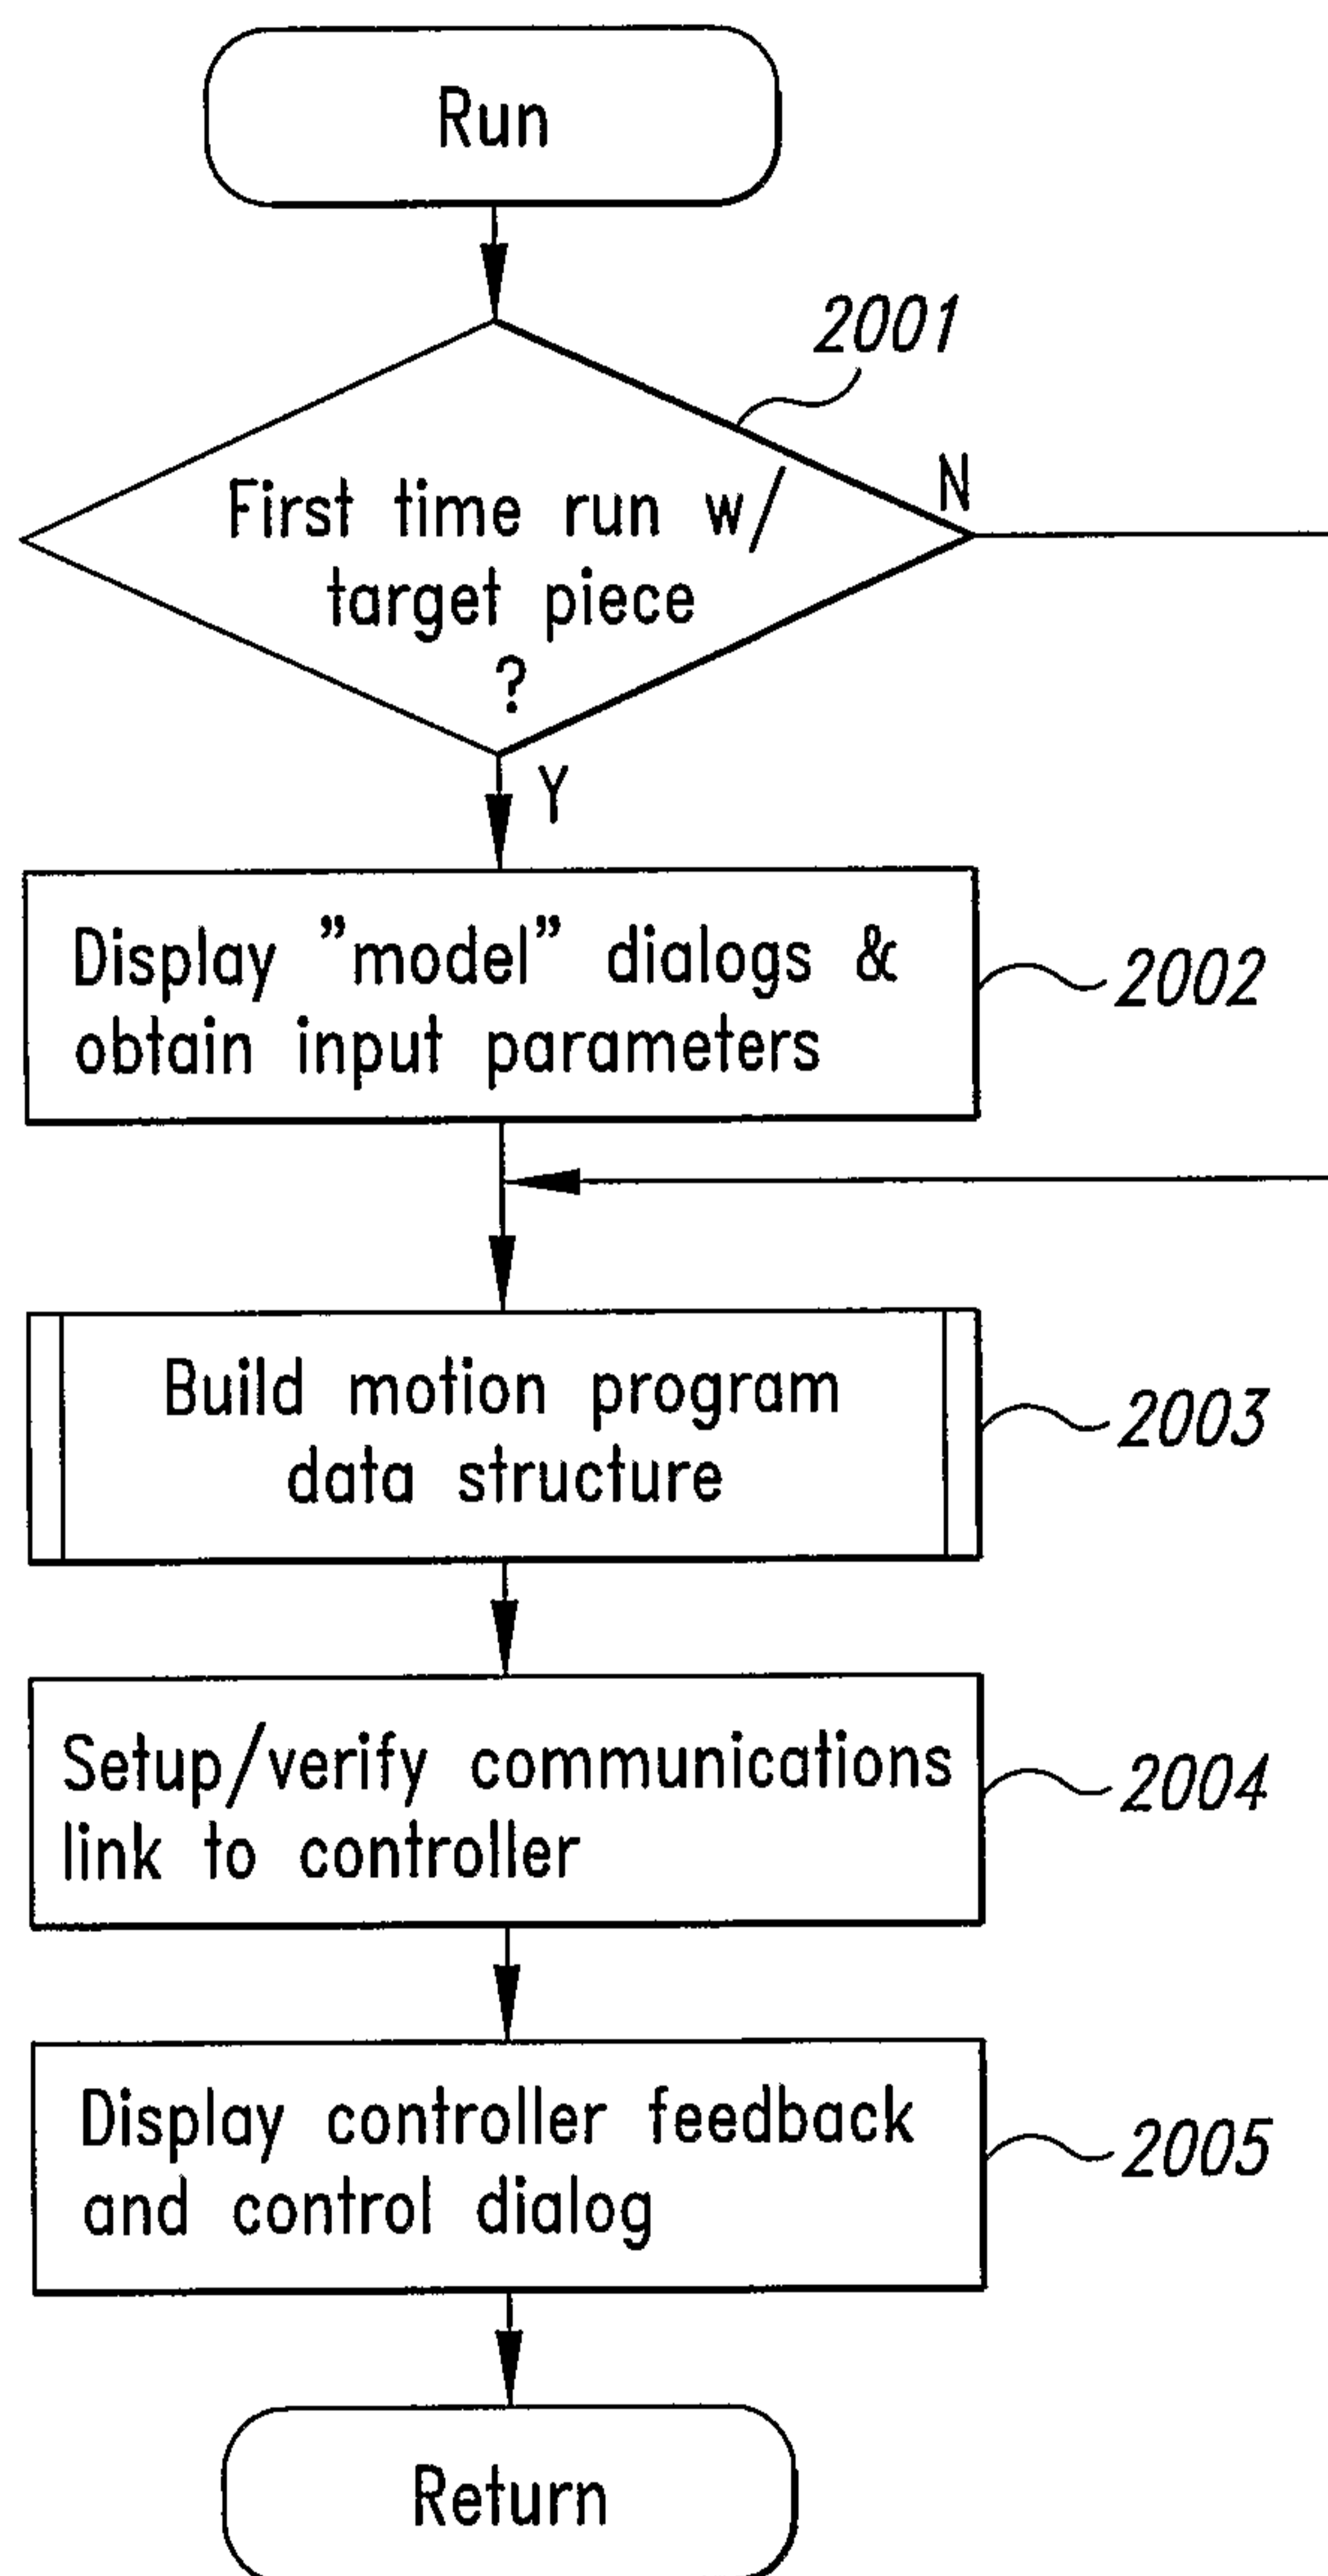 Run
2001
First time run w/
target piece
?
N
Y
Display "model" dialogs &
obtain input parameters
2002
Build motion program
data structure
2003
Setup/verify communications
link to controller
2004
Display controller feedback
and control dialog
2005
Return